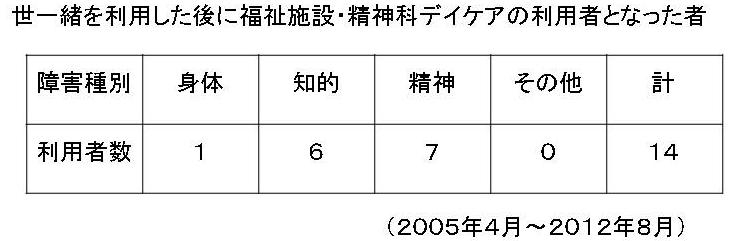 世一緒を利用した後に福祉施設・精神科デイケアの利用者となった者
障害種別 身体 知的 精神 その他 計
利用者数 1 6 7 0 14
（2005年4月～2012年8月）